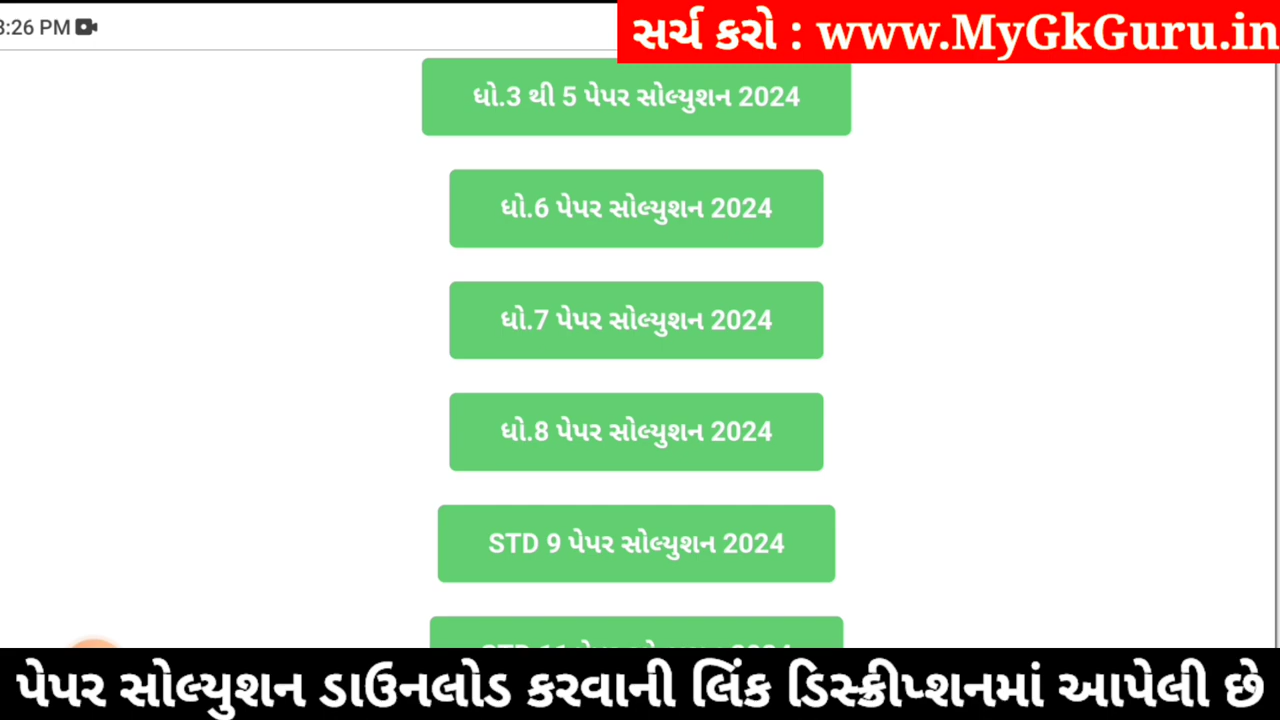 3:26 PM
સર્ચ કરો : www.MyGkGuru.in
ધો.3 થી 5 પેપર સોલ્યુશન 2024
ધો.6 પેપર સોલ્યુશન 2024
ધો.7 પેપર સોલ્યુશન 2024
ધો.8 પેપર સોલ્યુશન 2024
STD 9 પેપર સોલ્યુશન 2024
પેપર સોલ્યુશન ડાઉનલોડ કરવાની લિંક ડિસ્ક્રીપ્શનમાં આપેલી છે